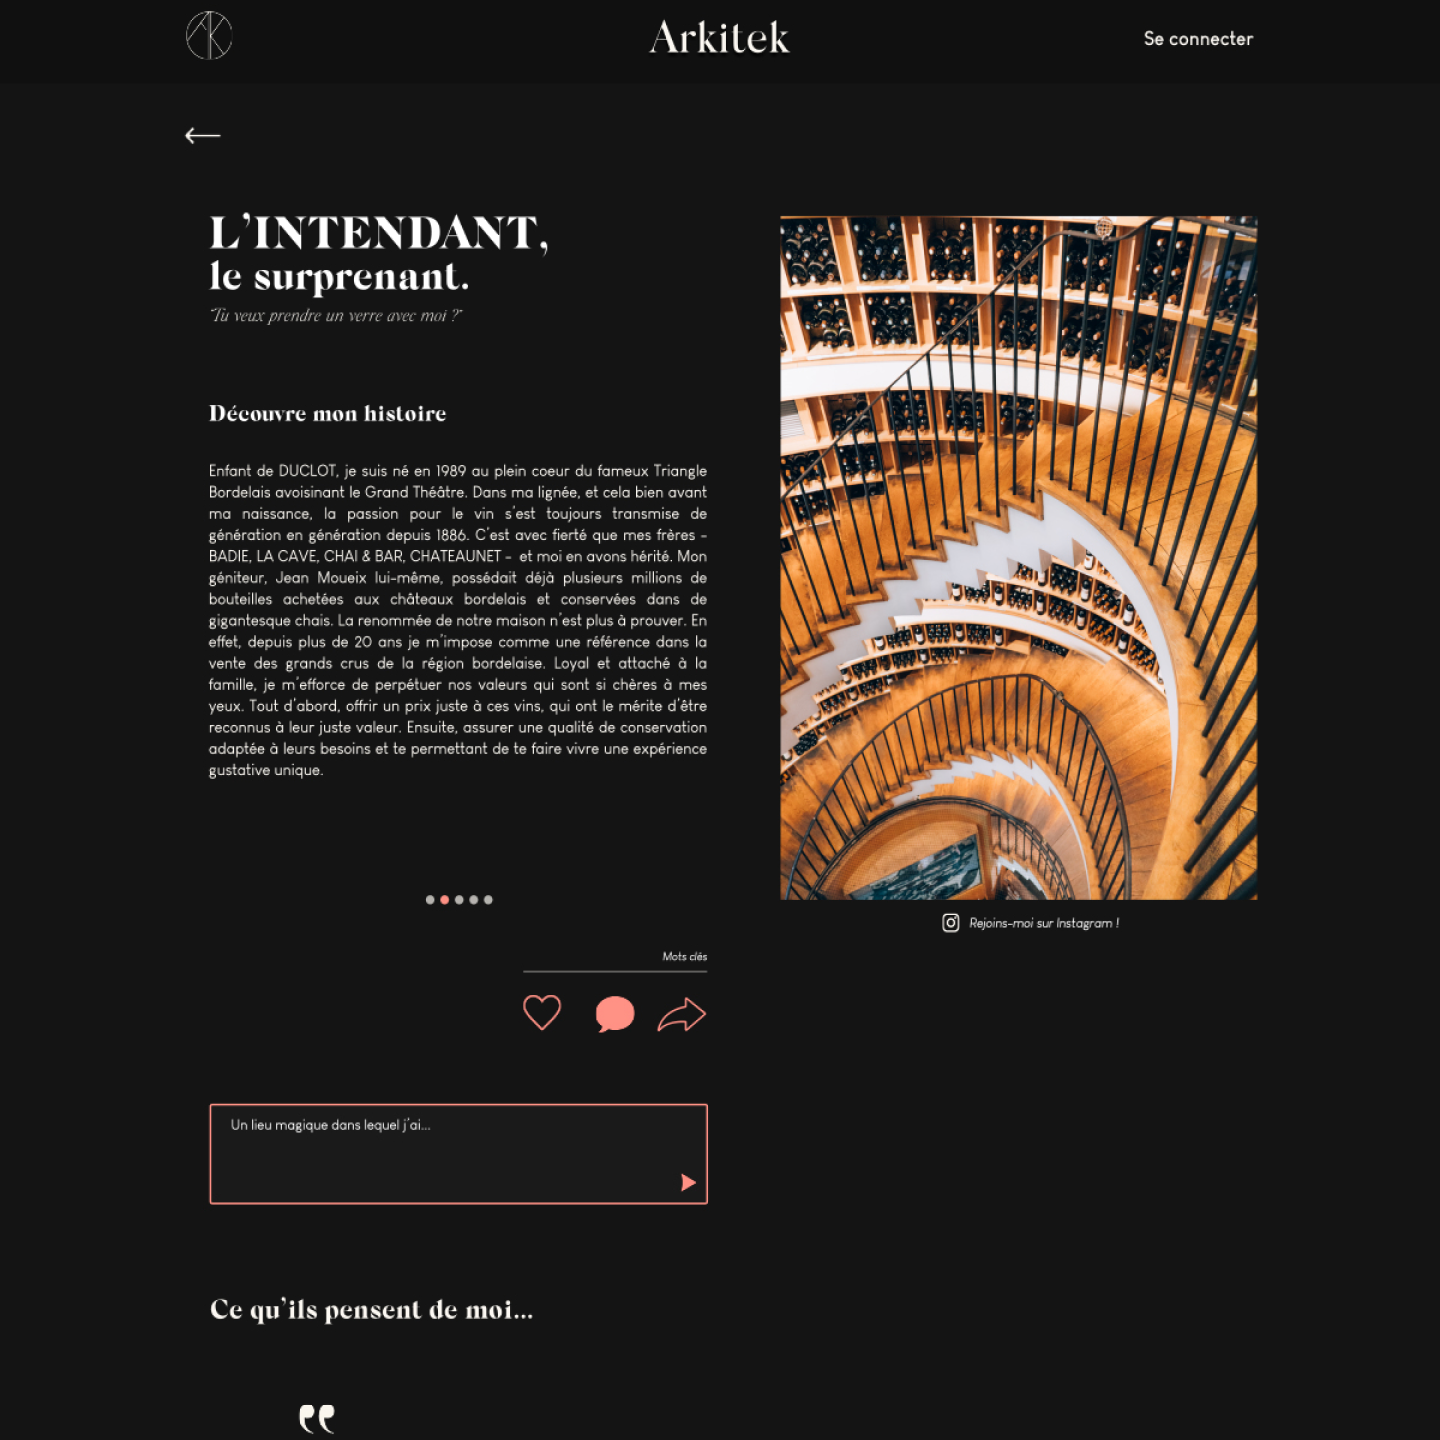 Arkitek
Se connecter
L’INTENDANT,
le surprenant.
"Tu veux prendre un verre avec moi ?"
Découvre mon histoire
Enfant de DUCLOT, je suis né en 1989 au plein coeur du fameux Triangle
Bordelais avoisinant le Grand Théâtre. Dans ma lignée, et cela bien avant
ma naissance, la passion pour le vin s’est toujours transmise de
génération en génération depuis 1886. C’est avec fierté que mes frères -
BADIE, LA CAVE, CHAI & BAR, CHATEAUNET - et moi en avons hérité. Mon
géniteur, Jean Moueix lui-même, possédait déjà plusieurs millions de
bouteilles achetées aux châteaux bordelais et conservées dans de
gigantesque chais. La renommée de notre maison n’est plus à prouver. En
effet, depuis plus de 20 ans je m’impose comme une référence dans la
vente des grands crus de la région bordelaise. Loyal et attaché à la
famille, je m’efforce de perpétuer nos valeurs qui sont si chères à mes
yeux. Tout d’abord, offrir un prix juste à ces vins, qui ont le mérite d’être
reconnus à leur juste valeur. Ensuite, assurer une qualité de conservation
adaptée à leurs besoins et te permettant de te faire vivre une expérience
gustative unique.
Rejoins-moi sur Instagram !
Mots clés
Un lieu magique dans lequel j’ai...
Ce qu’ils pensent de moi...